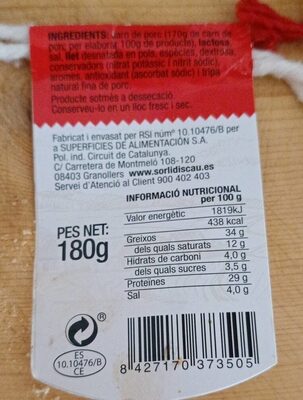 INGREDIENTS: Carn de porc (170g de carn de
porc per elaborar 100g de producte), lactosa,
sal, llet desnatada en pols, espècies, dextrosa,
conservadors (nitrat potàssic i nitrit sòdic),
aromes, antioxidant (ascorbat sòdic) i tripa
natural fina de porc.
Producte sotmès a dessecació.
Conserveu-lo en un lloc fresc i sec.
Fabricat i envasat per RSI núm° 10.10476/B per
a SUPERFICIES DE ALIMENTACIÓN S.A.
Pol. ind. Circuit de Catalunya
C/ Carretera de Montmeló 108-120
08403 Granollers www.sorlidiscau.es
Servei d'Atenció al Client 900 402 403
INFORMACIÓ NUTRICIONAL
per 100 g
Valor energètic 1819kJ
438 kcal
Greixos 34 g
dels quals saturats 12 g
Hidrats de carboni 4,0 g
dels quals sucres 3,5 g
Proteïnes 29 g
Sal 4,0 g
PES NET:
180g
ES
10.10476/B
CE
8 427170 373505